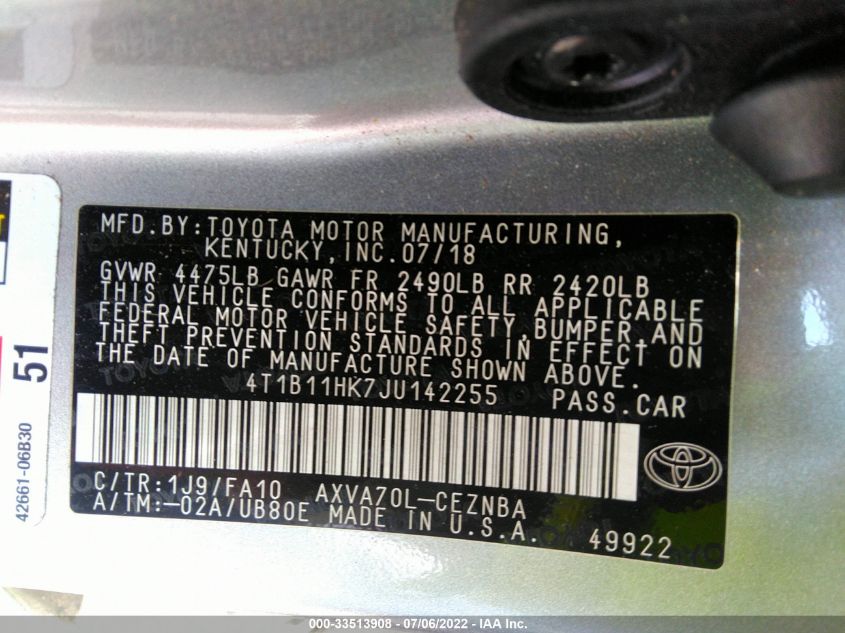 MFD.BY:TOYOTA MOTOR MANUFACTURING,
KENTUCKY,INC.07/18
GVWR 4475LB GAWR FR 2490LB RR 2420LB
THIS VEHICLE CONFORMS TO ALL APPLICABLE
FEDERAL MOTOR VEHICLE SAFETY,BUMPER,AND
THEFT PREVENTION STANDARDS IN EFFECT ON
THE DATE OF MANUFACTURE SHOWN ABOVE.
4T1B11HK7JU142255 PASS.CAR
C/TR:1J9/FA10 AXVA70L-CEZNBA
A/TM:-02A/UB80E MADE IN U.S.A.
49922
51
42661-06B30
000-33513908 - 07/06/2022 - IAA Inc.